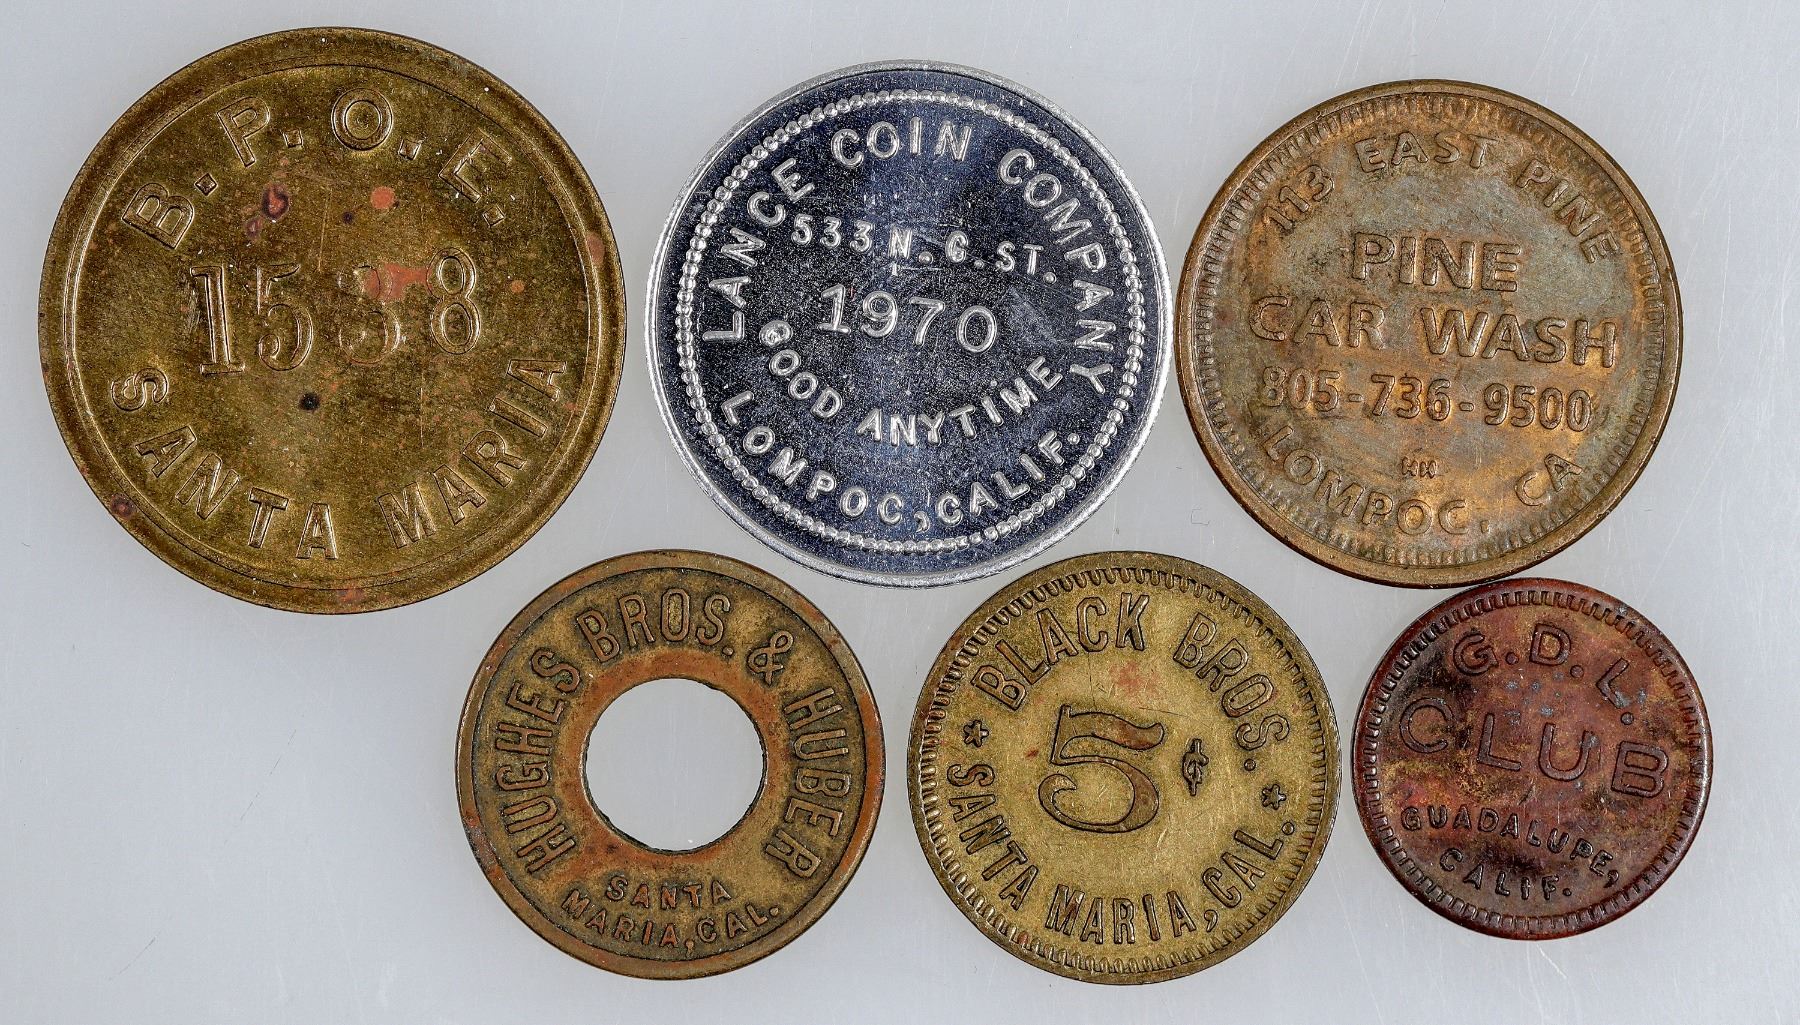 B.P.O.E.
1538
SANTA MARIA
LANCE COIN COMPANY
533 N. G. ST.
1970
GOOD ANYTIME
LOMPOC, CALIF.
113 EAST PINE
PINE
CAR WASH
805-736-9500
HH
LOMPOC, CA
HUGHES BROS. & HUBER
SANTA
MARIA, CAL.
BLACK BROS.
5¢
SANTA MARIA, CAL.
G.D.L.
CLUB
GUADALUPE,
CALIF.